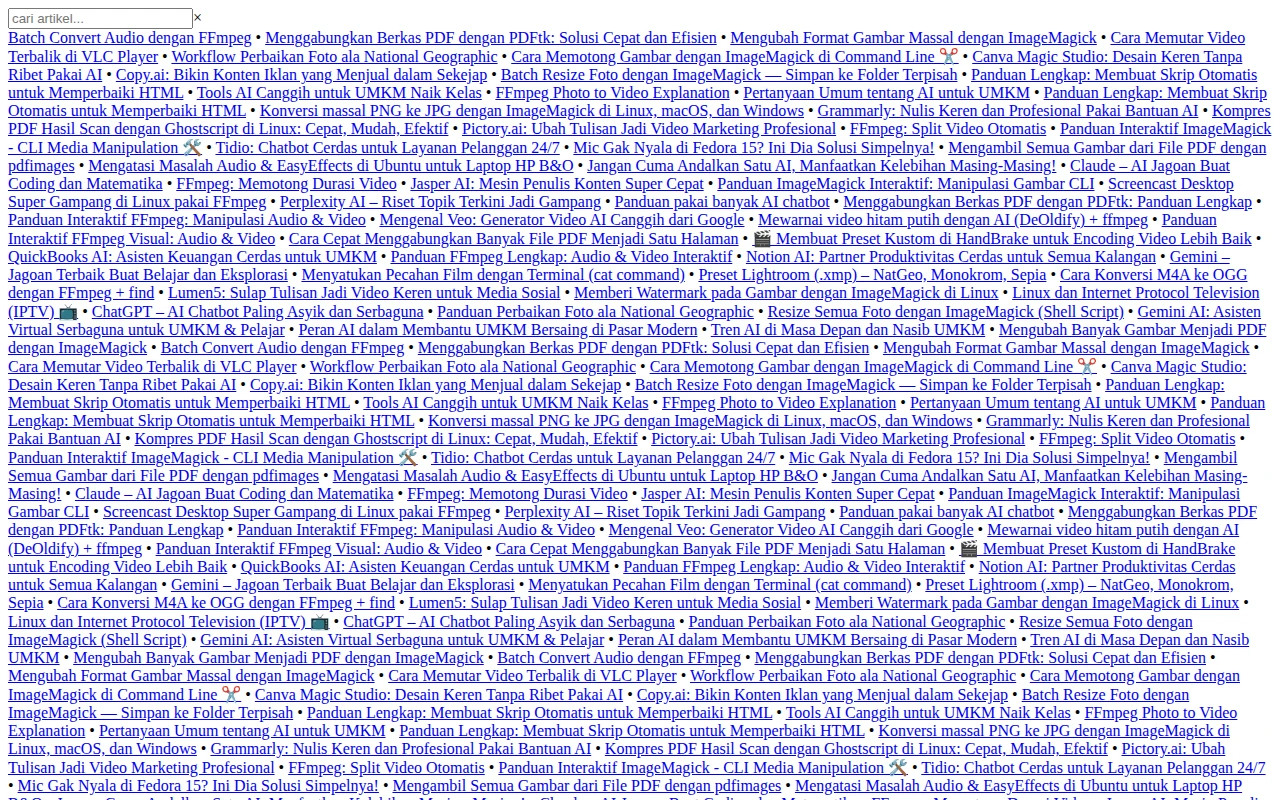 cari artikel... ×
Batch Convert Audio dengan FFmpeg • Menggabungkan Berkas PDF dengan PDFtk: Solusi Cepat dan Efisien • Mengubah Format Gambar Massal dengan ImageMagick • Cara Memutar Video
Terbalik di VLC Player • Workflow Perbaikan Foto ala National Geographic • Cara Memotong Gambar dengan ImageMagick di Command Line ✂️ • Canva Magic Studio: Desain Keren Tanpa
Ribet Pakai AI • Copy.ai: Bikin Konten Iklan yang Menjual dalam Sekejap • Batch Resize Foto dengan ImageMagick — Simpan ke Folder Terpisah • Panduan Lengkap: Membuat Skrip Otomatis
untuk Memperbaiki HTML • Tools AI Canggih untuk UMKM Naik Kelas • FFmpeg Photo to Video Explanation • Pertanyaan Umum tentang AI untuk UMKM • Panduan Lengkap: Membuat Skrip
Otomatis untuk Memperbaiki HTML • Konversi massal PNG ke JPG dengan ImageMagick di Linux, macOS, dan Windows • Grammarly: Nulis Keren dan Profesional Pakai Bantuan AI • Kompres
PDF Hasil Scan dengan Ghostscript di Linux: Cepat, Mudah, Efektif • Pictory.ai: Ubah Tulisan Jadi Video Marketing Profesional • FFmpeg: Split Video Otomatis • Panduan Interaktif ImageMagick
- CLI Media Manipulation 🛠️ • Tidio: Chatbot Cerdas untuk Layanan Pelanggan 24/7 • Mic Gak Nyala di Fedora 15? Ini Dia Solusi Simpelnya! • Mengambil Semua Gambar dari File PDF dengan
pdfimages • Mengatasi Masalah Audio & EasyEffects di Ubuntu untuk Laptop HP B&O • Jangan Cuma Andalkan Satu AI, Manfaatkan Kelebihan Masing-Masing! • Claude – AI Jagoan Buat
Coding dan Matematika • FFmpeg: Memotong Durasi Video • Jasper AI: Mesin Penulis Konten Super Cepat • Panduan ImageMagick Interaktif: Manipulasi Gambar CLI • Screencast Desktop
Super Gampang di Linux pakai FFmpeg • Perplexity AI – Riset Topik Terkini Jadi Gampang • Panduan pakai banyak AI chatbot • Menggabungkan Berkas PDF dengan PDFtk: Panduan Lengkap •
Panduan Interaktif FFmpeg: Manipulasi Audio & Video • Mengenal Veo: Generator Video AI Canggih dari Google • Mewarnai video hitam putih dengan AI (DeOldify) + ffmpeg • Panduan
Interaktif FFmpeg Visual: Audio & Video • Cara Cepat Menggabungkan Banyak File PDF Menjadi Satu Halaman • 🎬 Membuat Preset Kustom di HandBrake untuk Encoding Video Lebih Baik •
QuickBooks AI: Asisten Keuangan Cerdas untuk UMKM • Panduan FFmpeg Lengkap: Audio & Video Interaktif • Notion AI: Partner Produktivitas Cerdas untuk Semua Kalangan • Gemini –
Jagoan Terbaik Buat Belajar dan Eksplorasi • Menyatukan Pecahan Film dengan Terminal (cat command) • Preset Lightroom (.xmp) – NatGeo, Monokrom, Sepia • Cara Konversi M4A ke OGG
dengan FFmpeg + find • Lumen5: Sulap Tulisan Jadi Video Keren untuk Media Sosial • Memberi Watermark pada Gambar dengan ImageMagick di Linux • Linux dan Internet Protocol Television
(IPTV) 📺 • ChatGPT – AI Chatbot Paling Asyik dan Serbaguna • Panduan Perbaikan Foto ala National Geographic • Resize Semua Foto dengan ImageMagick (Shell Script) • Gemini AI: Asisten
Virtual Serbaguna untuk UMKM & Pelajar • Peran AI dalam Membantu UMKM Bersaing di Pasar Modern • Tren AI di Masa Depan dan Nasib UMKM • Mengubah Banyak Gambar Menjadi PDF
dengan ImageMagick • Batch Convert Audio dengan FFmpeg • Menggabungkan Berkas PDF dengan PDFtk: Solusi Cepat dan Efisien • Mengubah Format Gambar Massal dengan ImageMagick •
Cara Memutar Video Terbalik di VLC Player • Workflow Perbaikan Foto ala National Geographic • Cara Memotong Gambar dengan ImageMagick di Command Line ✂️ • Canva Magic Studio:
Desain Keren Tanpa Ribet Pakai AI • Copy.ai: Bikin Konten Iklan yang Menjual dalam Sekejap • Batch Resize Foto dengan ImageMagick — Simpan ke Folder Terpisah • Panduan Lengkap:
Membuat Skrip Otomatis untuk Memperbaiki HTML • Tools AI Canggih untuk UMKM Naik Kelas • FFmpeg Photo to Video Explanation • Pertanyaan Umum tentang AI untuk UMKM • Panduan
Lengkap: Membuat Skrip Otomatis untuk Memperbaiki HTML • Konversi massal PNG ke JPG dengan ImageMagick di Linux, macOS, dan Windows • Grammarly: Nulis Keren dan Profesional
Pakai Bantuan AI • Kompres PDF Hasil Scan dengan Ghostscript di Linux: Cepat, Mudah, Efektif • Pictory.ai: Ubah Tulisan Jadi Video Marketing Profesional • FFmpeg: Split Video Otomatis •
Panduan Interaktif ImageMagick - CLI Media Manipulation 🛠️ • Tidio: Chatbot Cerdas untuk Layanan Pelanggan 24/7 • Mic Gak Nyala di Fedora 15? Ini Dia Solusi Simpelnya! • Mengambil
Semua Gambar dari File PDF dengan pdfimages • Mengatasi Masalah Audio & EasyEffects di Ubuntu untuk Laptop HP B&O • Jangan Cuma Andalkan Satu AI, Manfaatkan Kelebihan Masing-
Masing! • Claude – AI Jagoan Buat Coding dan Matematika • FFmpeg: Memotong Durasi Video • Jasper AI: Mesin Penulis Konten Super Cepat • Panduan ImageMagick Interaktif: Manipulasi
Gambar CLI • Screencast Desktop Super Gampang di Linux pakai FFmpeg • Perplexity AI – Riset Topik Terkini Jadi Gampang • Panduan pakai banyak AI chatbot • Menggabungkan Berkas PDF
dengan PDFtk: Panduan Lengkap • Panduan Interaktif FFmpeg: Manipulasi Audio & Video • Mengenal Veo: Generator Video AI Canggih dari Google • Mewarnai video hitam putih dengan AI
(DeOldify) + ffmpeg • Panduan Interaktif FFmpeg Visual: Audio & Video • Cara Cepat Menggabungkan Banyak File PDF Menjadi Satu Halaman • 🎬 Membuat Preset Kustom di HandBrake
untuk Encoding Video Lebih Baik • QuickBooks AI: Asisten Keuangan Cerdas untuk UMKM • Panduan FFmpeg Lengkap: Audio & Video Interaktif • Notion AI: Partner Produktivitas Cerdas
untuk Semua Kalangan • Gemini – Jagoan Terbaik Buat Belajar dan Eksplorasi • Menyatukan Pecahan Film dengan Terminal (cat command) • Preset Lightroom (.xmp) – NatGeo, Monokrom,
Sepia • Cara Konversi M4A ke OGG dengan FFmpeg + find • Lumen5: Sulap Tulisan Jadi Video Keren untuk Media Sosial • Memberi Watermark pada Gambar dengan ImageMagick di Linux •
Linux dan Internet Protocol Television (IPTV) 📺 • ChatGPT – AI Chatbot Paling Asyik dan Serbaguna • Panduan Perbaikan Foto ala National Geographic • Resize Semua Foto dengan
ImageMagick (Shell Script) • Gemini AI: Asisten Virtual Serbaguna untuk UMKM & Pelajar • Peran AI dalam Membantu UMKM Bersaing di Pasar Modern • Tren AI di Masa Depan dan Nasib
UMKM • Mengubah Banyak Gambar Menjadi PDF dengan ImageMagick • Batch Convert Audio dengan FFmpeg • Menggabungkan Berkas PDF dengan PDFtk: Solusi Cepat dan Efisien •
Mengubah Format Gambar Massal dengan ImageMagick • Cara Memutar Video Terbalik di VLC Player • Workflow Perbaikan Foto ala National Geographic • Cara Memotong Gambar dengan
ImageMagick di Command Line ✂️ • Canva Magic Studio: Desain Keren Tanpa Ribet Pakai AI • Copy.ai: Bikin Konten Iklan yang Menjual dalam Sekejap • Batch Resize Foto dengan
ImageMagick — Simpan ke Folder Terpisah • Panduan Lengkap: Membuat Skrip Otomatis untuk Memperbaiki HTML • Tools AI Canggih untuk UMKM Naik Kelas • FFmpeg Photo to Video
Explanation • Pertanyaan Umum tentang AI untuk UMKM • Panduan Lengkap: Membuat Skrip Otomatis untuk Memperbaiki HTML • Konversi massal PNG ke JPG dengan ImageMagick di
Linux, macOS, dan Windows • Grammarly: Nulis Keren dan Profesional Pakai Bantuan AI • Kompres PDF Hasil Scan dengan Ghostscript di Linux: Cepat, Mudah, Efektif • Pictory.ai: Ubah
Tulisan Jadi Video Marketing Profesional • FFmpeg: Split Video Otomatis • Panduan Interaktif ImageMagick - CLI Media Manipulation 🛠️ • Tidio: Chatbot Cerdas untuk Layanan Pelanggan 24/7
• Mic Gak Nyala di Fedora 15? Ini Dia Solusi Simpelnya! • Mengambil Semua Gambar dari File PDF dengan pdfimages • Mengatasi Masalah Audio & EasyEffects di Ubuntu untuk Laptop HP